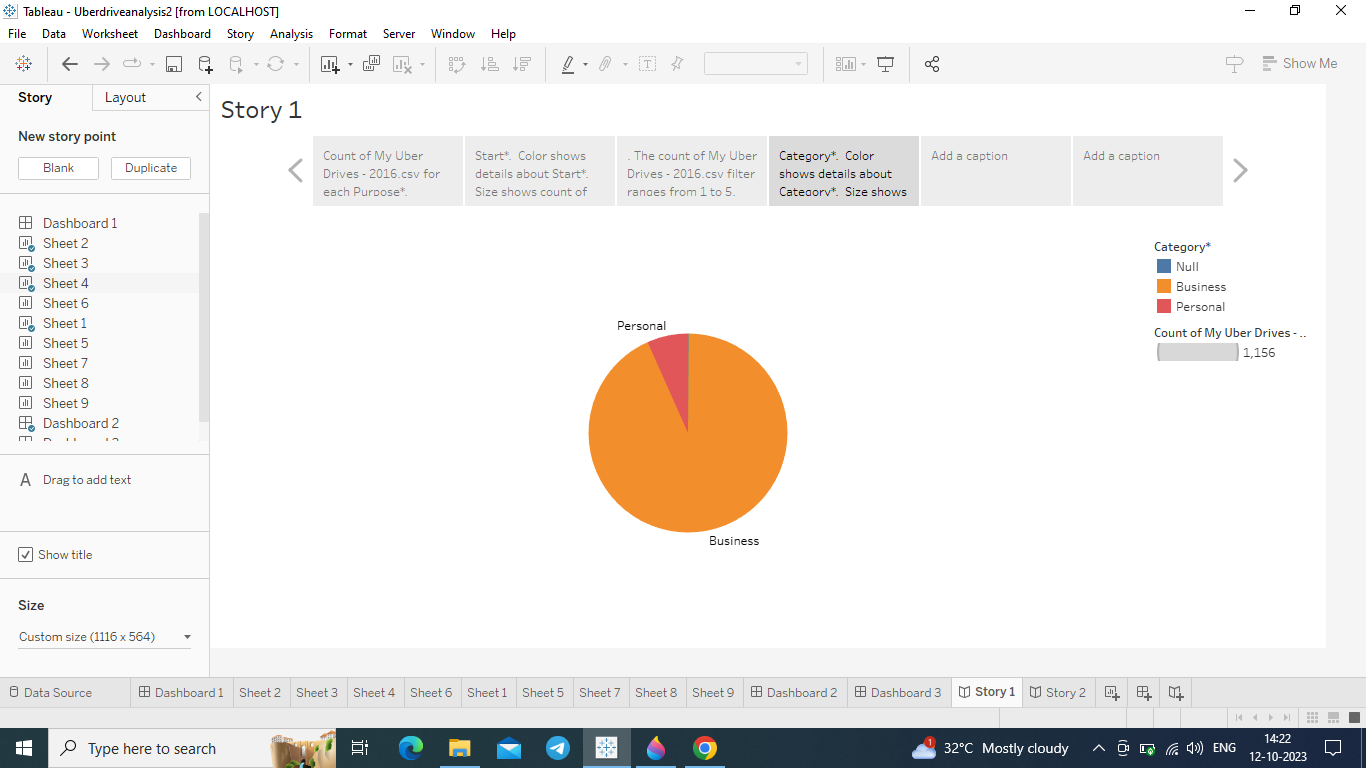 Tableau - Uberdriveanalysis2 [from LOCALHOST]
File Data Worksheet Dashboard Story Analysis Format Server Window Help
Show Me
Story Layout
New story point
Blank Duplicate
Dashboard 1
Sheet 2
Sheet 3
Sheet 4
Sheet 6
Sheet 1
Sheet 5
Sheet 7
Sheet 8
Sheet 9
Dashboard 2
A Drag to add text
Show title
Size
Custom size (1116 x 564)
Story 1
Count of My Uber
Drives - 2016.csv for
each Purpose*.
Start*. Color shows
details about Start*.
Size shows count of
. The count of My Uber
Drives - 2016.csv filter
ranges from 1 to 5.
Category*. Color
shows details about
Category*. Size shows
Add a caption
Add a caption
Category*
Null
Business
Personal
Count of My Uber Drives - ..
1,156
Personal
Business
Data Source Dashboard 1 Sheet 2 Sheet 3 Sheet 4 Sheet 6 Sheet 1 Sheet 5 Sheet 7 Sheet 8 Sheet 9 Dashboard 2 Dashboard 3 Story 1 Story 2
Type here to search
1
32°C Mostly cloudy
ENG
14:22
12-10-2023